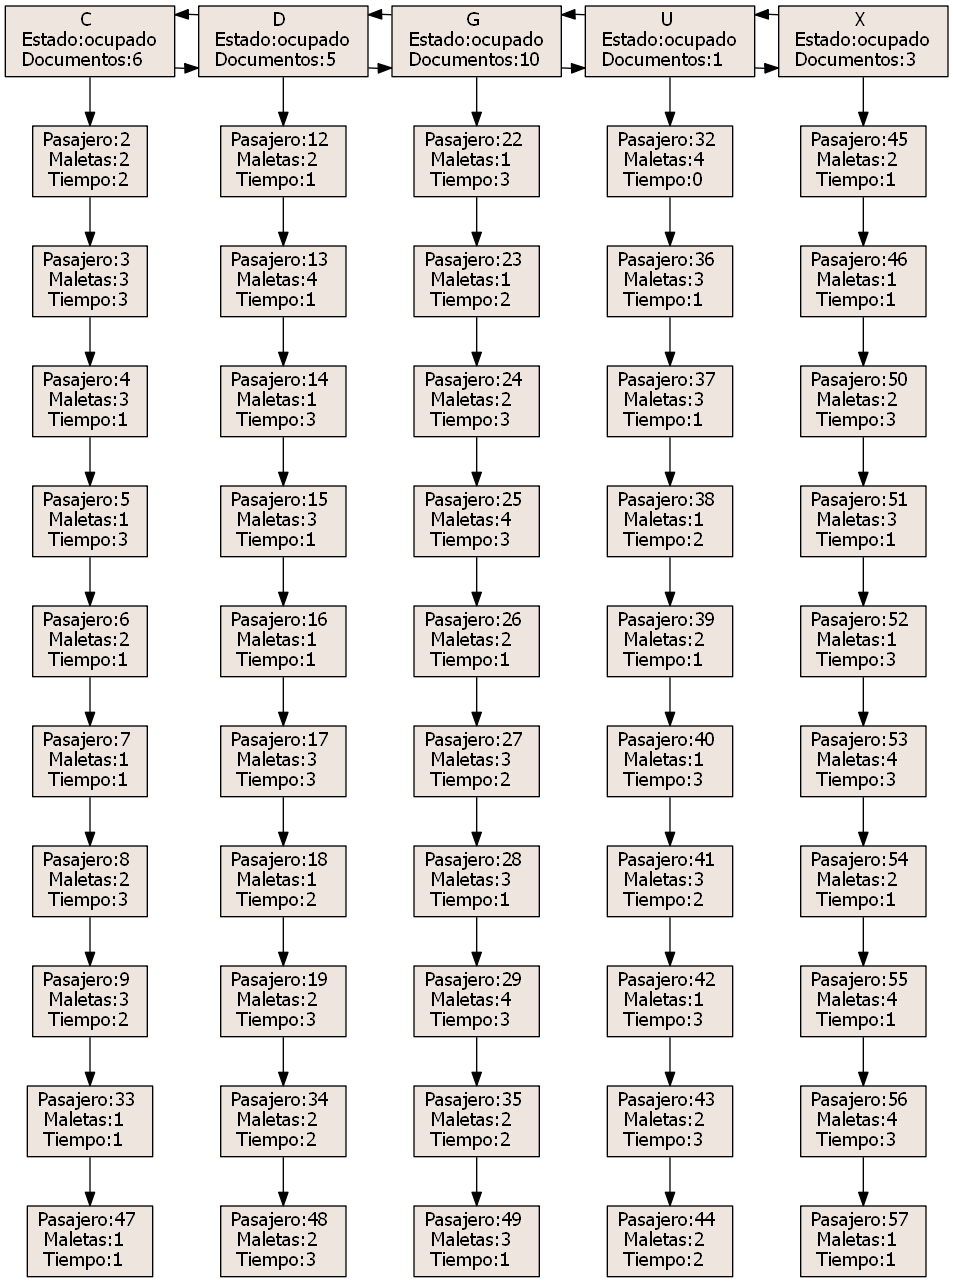 C
Estado:ocupado
Documentos:6
D
Estado:ocupado
Documentos:5
G
Estado:ocupado
Documentos:10
U
Estado:ocupado
Documentos:1
X
Estado:ocupado
Documentos:3
Pasajero:2
Maletas:2
Tiempo:2
Pasajero:12
Maletas:2
Tiempo:1
Pasajero:22
Maletas:1
Tiempo:3
Pasajero:32
Maletas:4
Tiempo:0
Pasajero:45
Maletas:2
Tiempo:1
Pasajero:3
Maletas:3
Tiempo:3
Pasajero:13
Maletas:4
Tiempo:1
Pasajero:23
Maletas:1
Tiempo:2
Pasajero:36
Maletas:3
Tiempo:1
Pasajero:46
Maletas:1
Tiempo:1
Pasajero:4
Maletas:3
Tiempo:1
Pasajero:14
Maletas:1
Tiempo:3
Pasajero:24
Maletas:2
Tiempo:3
Pasajero:37
Maletas:3
Tiempo:1
Pasajero:50
Maletas:2
Tiempo:3
Pasajero:5
Maletas:1
Tiempo:3
Pasajero:15
Maletas:3
Tiempo:1
Pasajero:25
Maletas:4
Tiempo:3
Pasajero:38
Maletas:1
Tiempo:2
Pasajero:51
Maletas:3
Tiempo:1
Pasajero:6
Maletas:2
Tiempo:1
Pasajero:16
Maletas:1
Tiempo:1
Pasajero:26
Maletas:2
Tiempo:1
Pasajero:39
Maletas:2
Tiempo:1
Pasajero:52
Maletas:1
Tiempo:3
Pasajero:7
Maletas:1
Tiempo:1
Pasajero:17
Maletas:3
Tiempo:3
Pasajero:27
Maletas:3
Tiempo:2
Pasajero:40
Maletas:1
Tiempo:3
Pasajero:53
Maletas:4
Tiempo:3
Pasajero:8
Maletas:2
Tiempo:3
Pasajero:18
Maletas:1
Tiempo:2
Pasajero:28
Maletas:3
Tiempo:1
Pasajero:41
Maletas:3
Tiempo:2
Pasajero:54
Maletas:2
Tiempo:1
Pasajero:9
Maletas:3
Tiempo:2
Pasajero:19
Maletas:2
Tiempo:3
Pasajero:29
Maletas:4
Tiempo:3
Pasajero:42
Maletas:1
Tiempo:3
Pasajero:55
Maletas:4
Tiempo:1
Pasajero:33
Maletas:1
Tiempo:1
Pasajero:34
Maletas:2
Tiempo:2
Pasajero:35
Maletas:2
Tiempo:2
Pasajero:43
Maletas:2
Tiempo:3
Pasajero:56
Maletas:4
Tiempo:3
Pasajero:47
Maletas:1
Tiempo:1
Pasajero:48
Maletas:2
Tiempo:3
Pasajero:49
Maletas:3
Tiempo:1
Pasajero:44
Maletas:2
Tiempo:2
Pasajero:57
Maletas:1
Tiempo:1